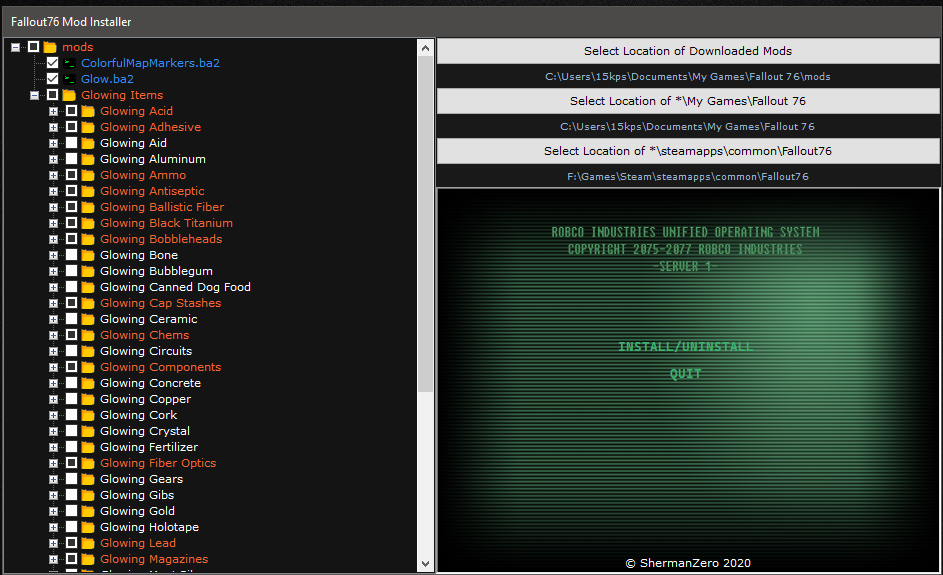 Fallout76 Mod Installer
mods
ColorfulMapMarkers.ba2
Glow.ba2
Glowing Items
Glowing Acid
Glowing Adhesive
Glowing Aid
Glowing Aluminum
Glowing Ammo
Glowing Antiseptic
Glowing Ballistic Fiber
Glowing Black Titanium
Glowing Bobbleheads
Glowing Bone
Glowing Bubblegum
Glowing Canned Dog Food
Glowing Cap Stashes
Glowing Ceramic
Glowing Chems
Glowing Circuits
Glowing Components
Glowing Concrete
Glowing Copper
Glowing Cork
Glowing Crystal
Glowing Fertilizer
Glowing Fiber Optics
Glowing Gears
Glowing Gibs
Glowing Gold
Glowing Holotape
Glowing Lead
Glowing Magazines
Select Location of Downloaded Mods
C:\Users\15kps\Documents\My Games\Fallout 76\mods
Select Location of *\My Games\Fallout 76
C:\Users\15kps\Documents\My Games\Fallout 76
Select Location of *\steamapps\common\Fallout76
F:\Games\Steam\steamapps\common\Fallout76
ROBCO INDUSTRIES UNIFIED OPERATING SYSTEM
COPYRIGHT 2075-2077 ROBCO INDUSTRIES
-SERVER 1-
INSTALL/UNINSTALL
QUIT
© ShermanZero 2020